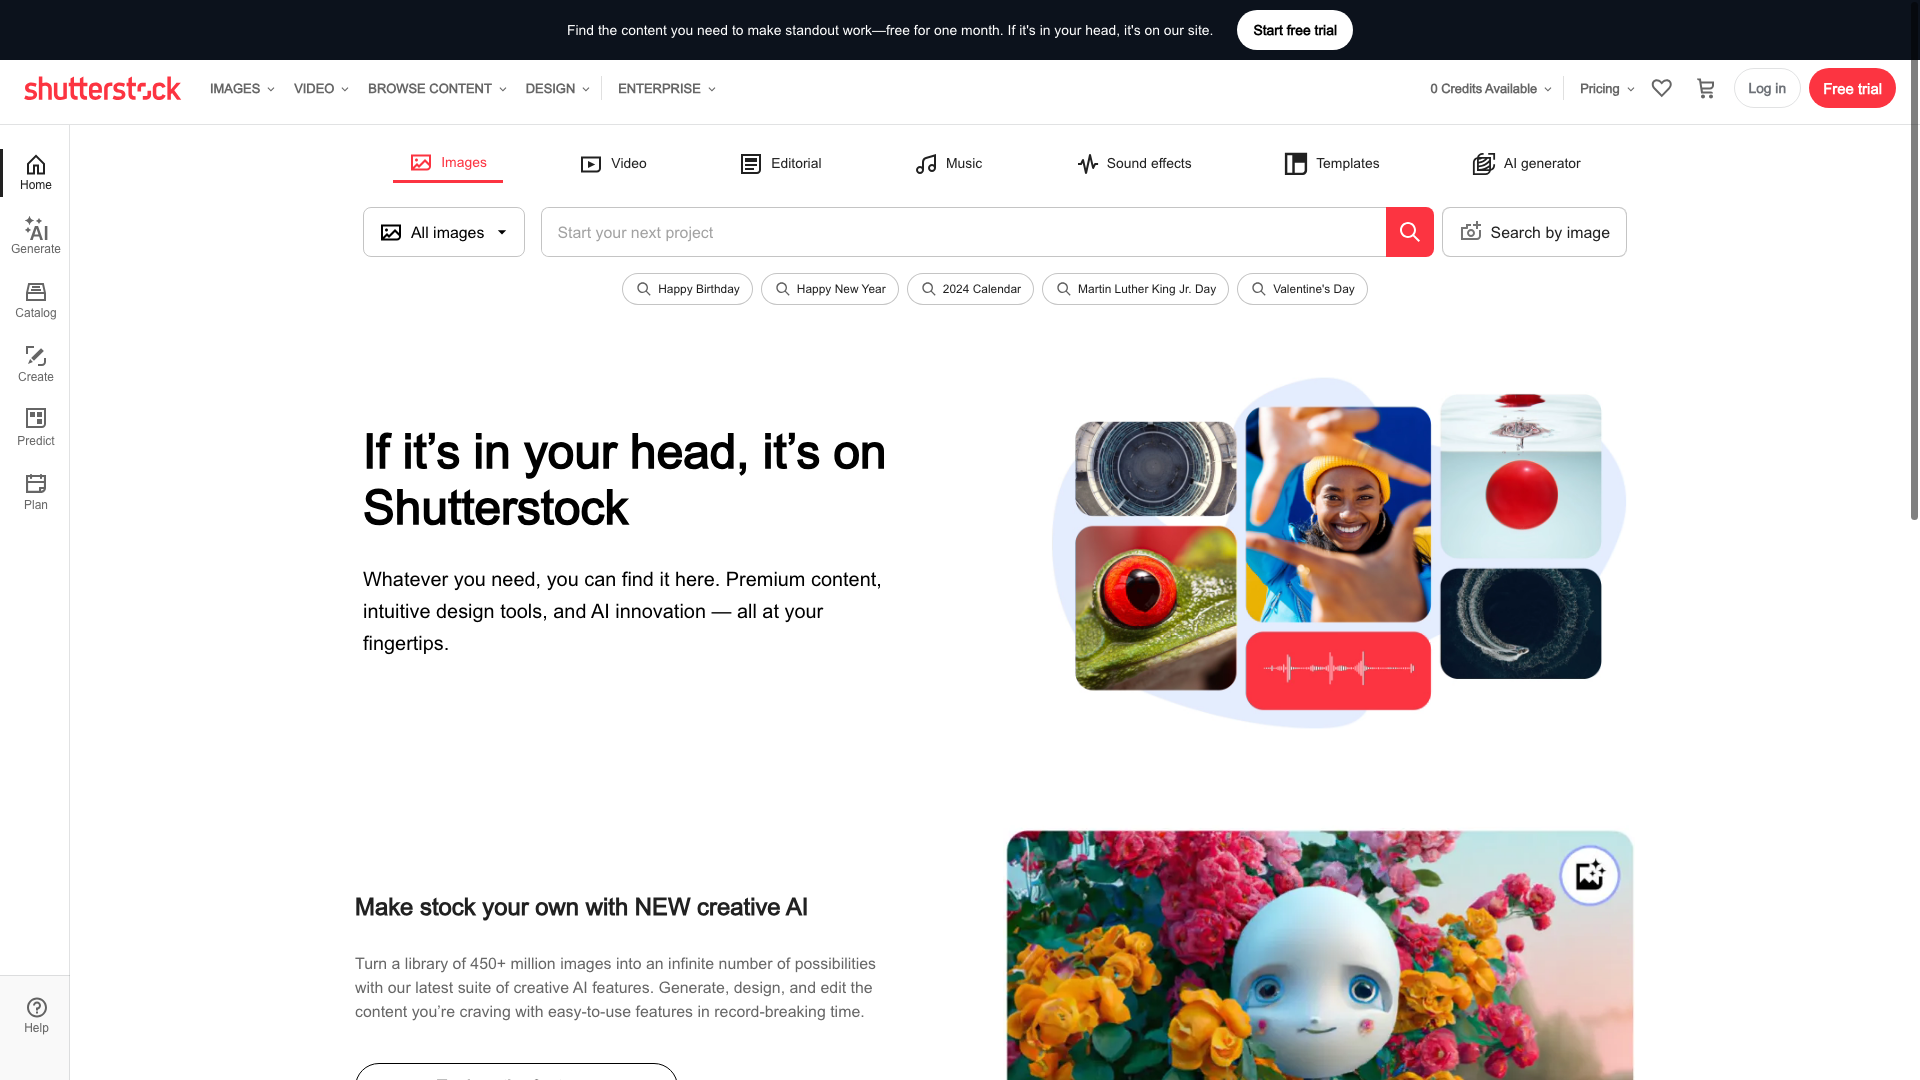 Find the content you need to make standout work—free for one month. If it's in your head, it's on our site.
Start free trial
shutterstock
IMAGES
VIDEO
BROWSE CONTENT
DESIGN
ENTERPRISE
0 Credits Available
Pricing
Log in
Free trial
Home
AI
Generate
Catalog
Create
Predict
Plan
Help
Images
Video
Editorial
Music
Sound effects
Templates
AI generator
All images
Start your next project
Search by image
Happy Birthday
Happy New Year
2024 Calendar
Martin Luther King Jr. Day
Valentine's Day
If it’s in your head, it’s on
Shutterstock
Whatever you need, you can find it here. Premium content,
intuitive design tools, and AI innovation — all at your
fingertips.
Make stock your own with NEW creative AI
Turn a library of 450+ million images into an infinite number of possibilities
with our latest suite of creative AI features. Generate, design, and edit the
content you’re craving with easy-to-use features in record-breaking time.